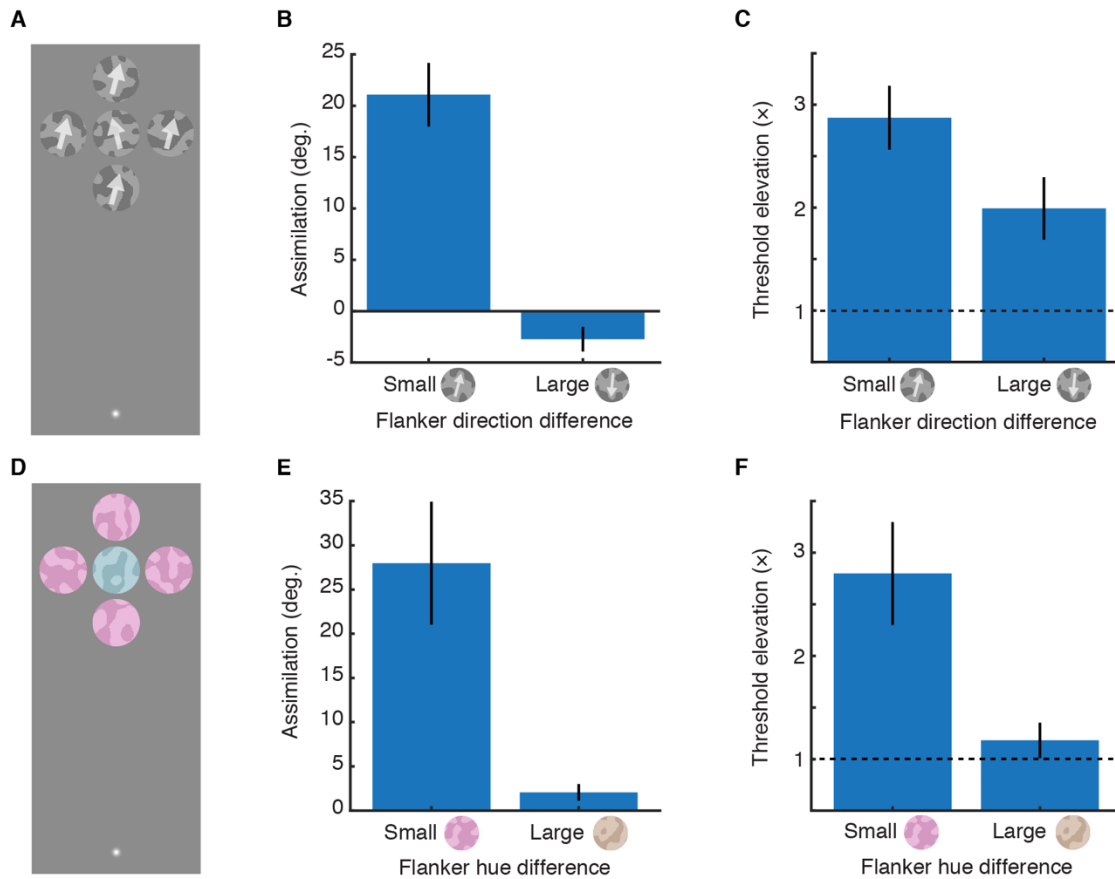 A
B
Assimilation (deg.)
25
20
15
10
5
0
-5
Small
Large
Flanker direction difference
C
Threshold elevation (×)
3
2
1
Small
Large
Flanker direction difference
D
E
Assimilation (deg.)
35
30
25
20
15
10
5
0
Small
Large
Flanker hue difference
F
Threshold elevation (×)
3
2
1
Small
Large
Flanker hue difference